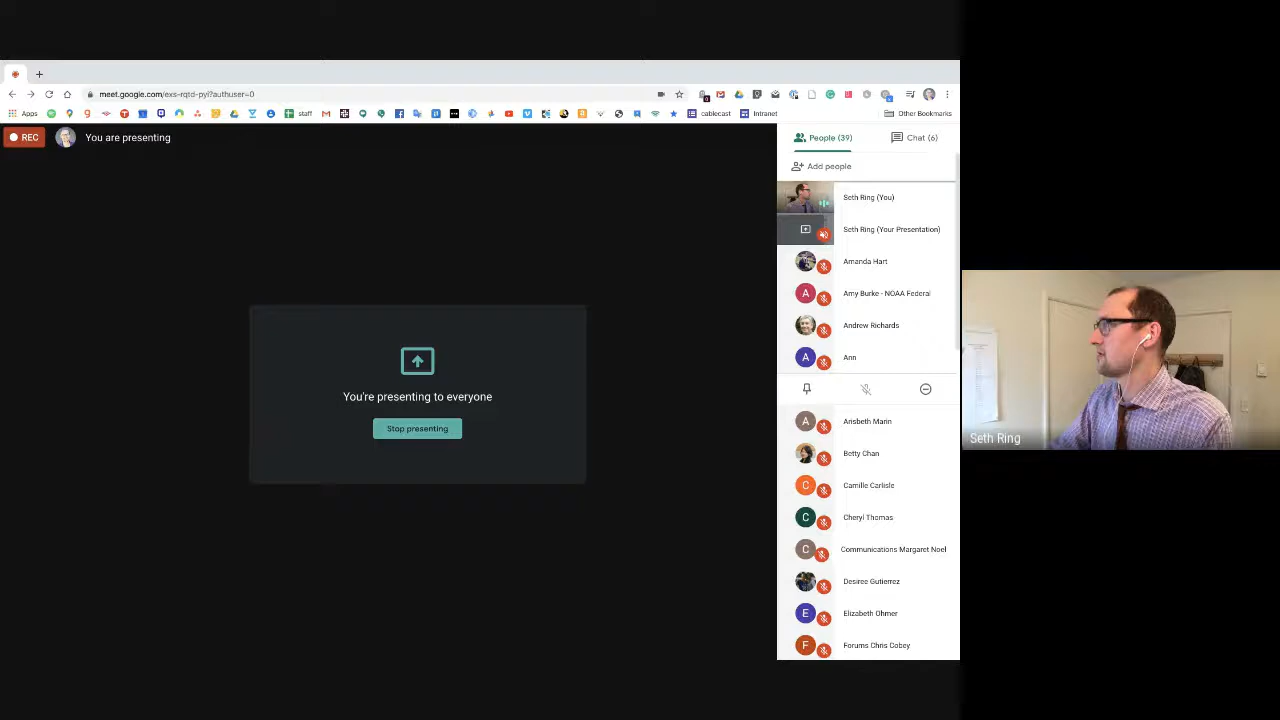 meet.google.com/exs-rqtd-pyi?authuser=0
Apps
staff
cablecast
Intranet
Other Bookmarks
REC
You are presenting
People (39)
Chat (6)
Add people
Seth Ring (You)
Seth Ring (Your Presentation)
Amanda Hart
A
Amy Burke - NOAA Federal
Andrew Richards
A
Ann
You're presenting to everyone
Stop presenting
A
Arisbeth Marin
Betty Chan
Seth Ring
C
Camille Carlisle
C
Cheryl Thomas
C
Communications Margaret Noel
Desiree Gutierrez
E
Elizabeth Ohmer
F
Forums Chris Cobey